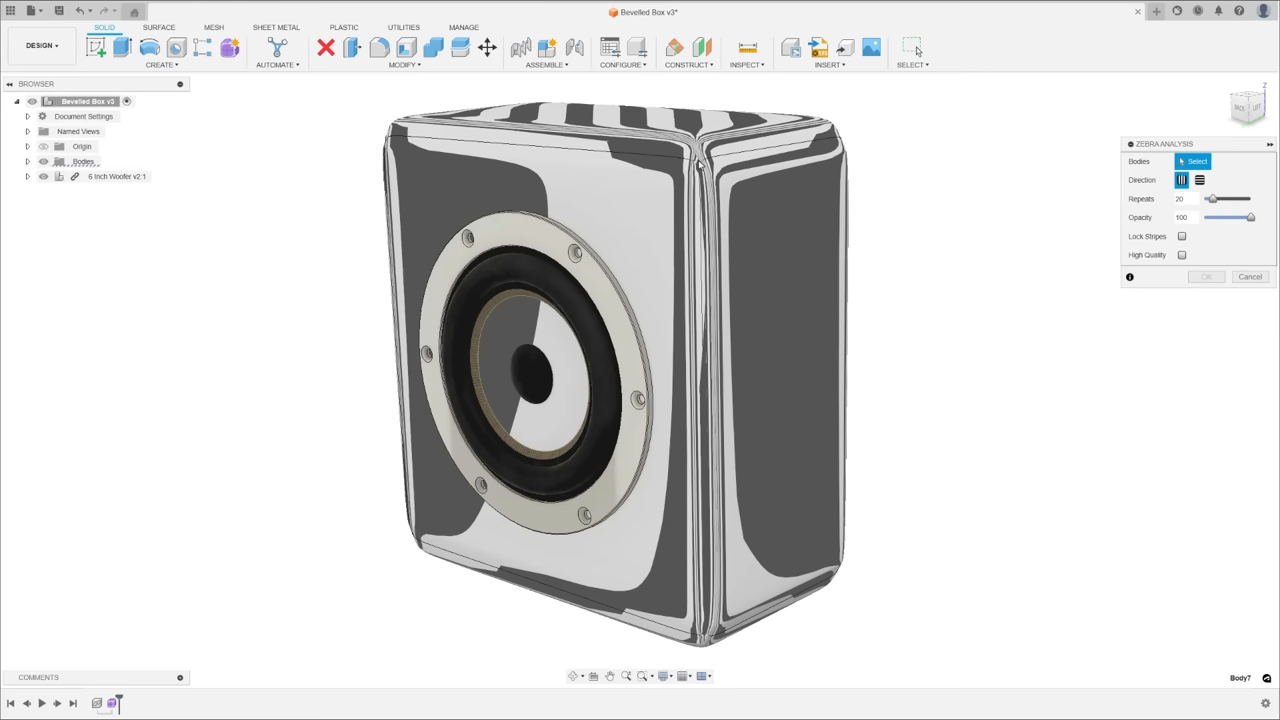 Bevelled Box v3*
DESIGN
SOLID
SURFACE
MESH
SHEET METAL
PLASTIC
UTILITIES
MANAGE
CREATE
AUTOMATE
MODIFY
ASSEMBLE
CONFIGURE
CONSTRUCT
INSPECT
INSERT
SELECT
BROWSER
Bevelled Box v3
Document Settings
Named Views
Origin
Bodies
6 Inch Woofer v2:1
Z
BACK
LEFT
ZEBRA ANALYSIS
Bodies Select
Direction
Repeats 20
Opacity 100
Lock Stripes
High Quality
OK Cancel
COMMENTS
Body7